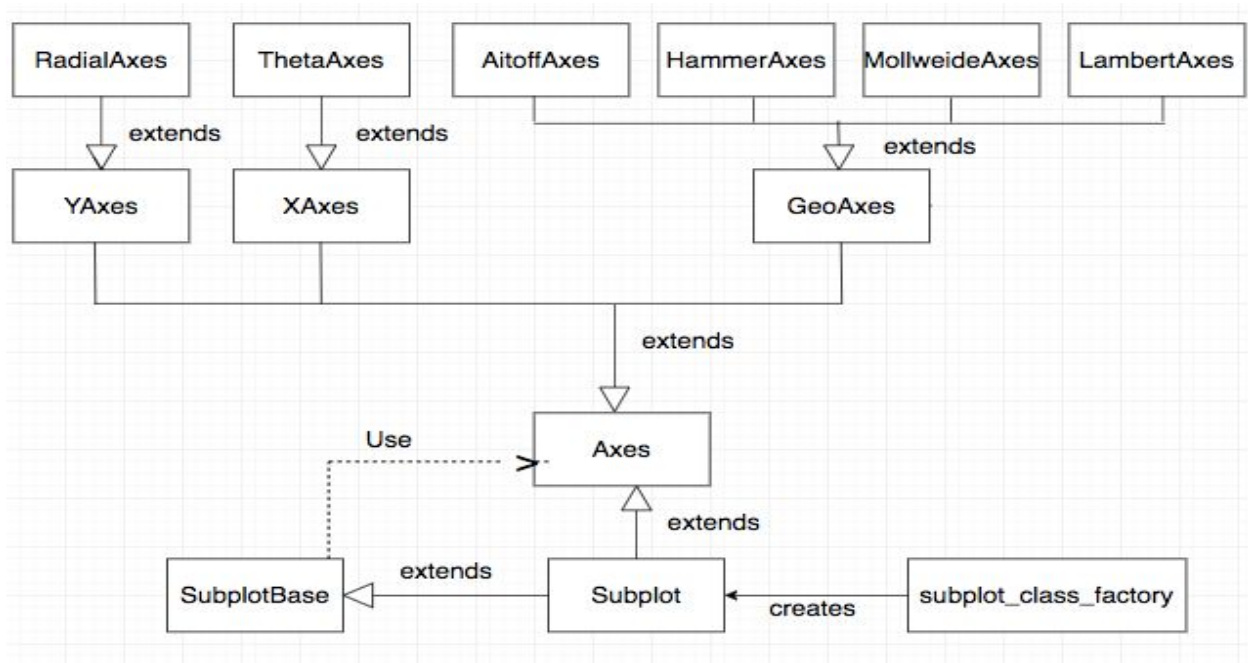 RadialAxes
ThetaAxes
AitoffAxes
HammerAxes
MollweideAxes
LambertAxes
extends
extends
extends
YAxes
XAxes
GeoAxes
extends
Use
Axes
extends
extends
SubplotBase
Subplot
subplot_class_factory
creates